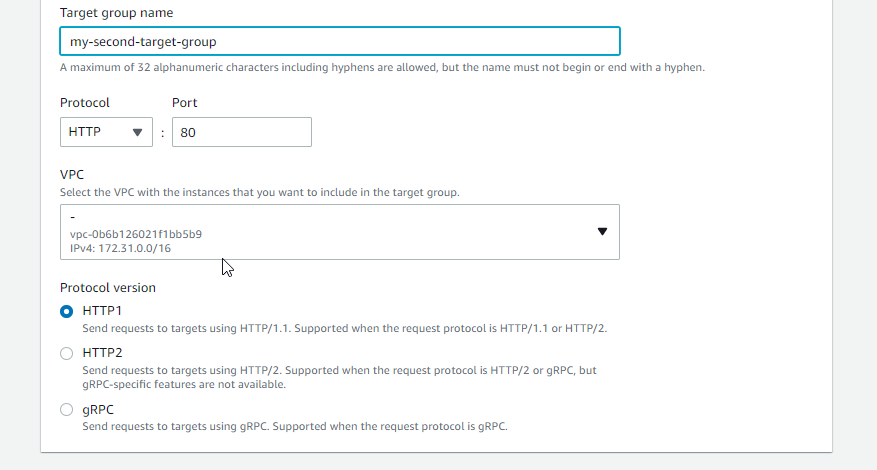 Target group name
my-second-target-group
A maximum of 32 alphanumeric characters including hyphens are allowed, but the name must not begin or end with a hyphen.
Protocol Port
HTTP : 80
VPC
Select the VPC with the instances that you want to include in the target group.
-
vpc-0b6b126021f1bb5b9
IPv4: 172.31.0.0/16
Protocol version
HTTP1
Send requests to targets using HTTP/1.1. Supported when the request protocol is HTTP/1.1 or HTTP/2.
HTTP2
Send requests to targets using HTTP/2. Supported when the request protocol is HTTP/2 or gRPC, but
gRPC-specific features are not available.
gRPC
Send requests to targets using gRPC. Supported when the request protocol is gRPC.